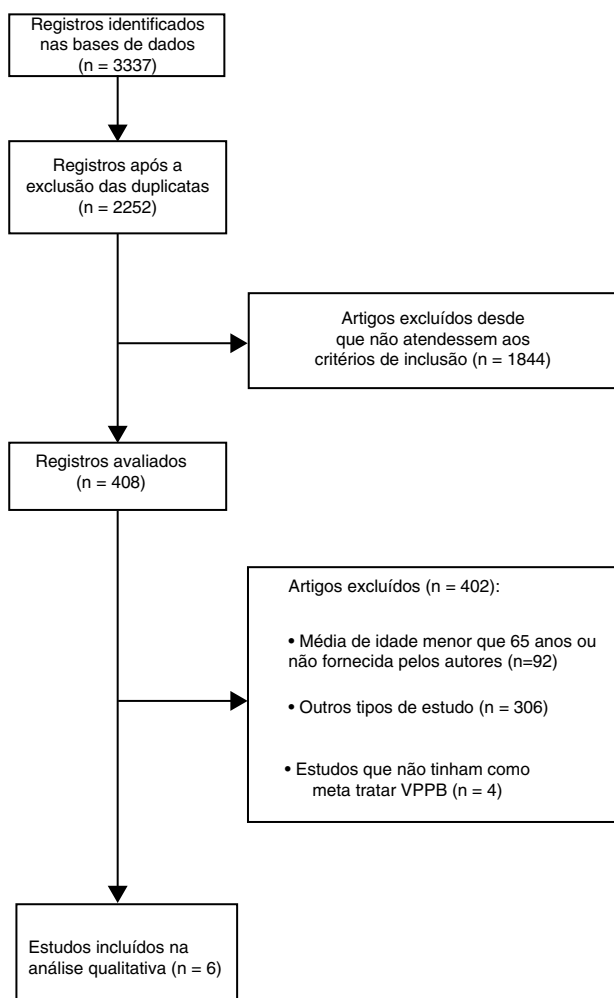 Registros identificados
nas bases de dados
(n = 3337)
Registros após a
exclusão das duplicatas
(n = 2252)
Artigos excluídos desde
que não atendessem aos
critérios de inclusão (n = 1844)
Registros avaliados
(n = 408)
Artigos excluídos (n = 402):
• Média de idade menor que 65 anos ou
não fornecida pelos autores (n=92)
• Outros tipos de estudo (n = 306)
• Estudos que não tinham como
meta tratar VPPB (n = 4)
Estudos incluídos na
análise qualitativa (n = 6)